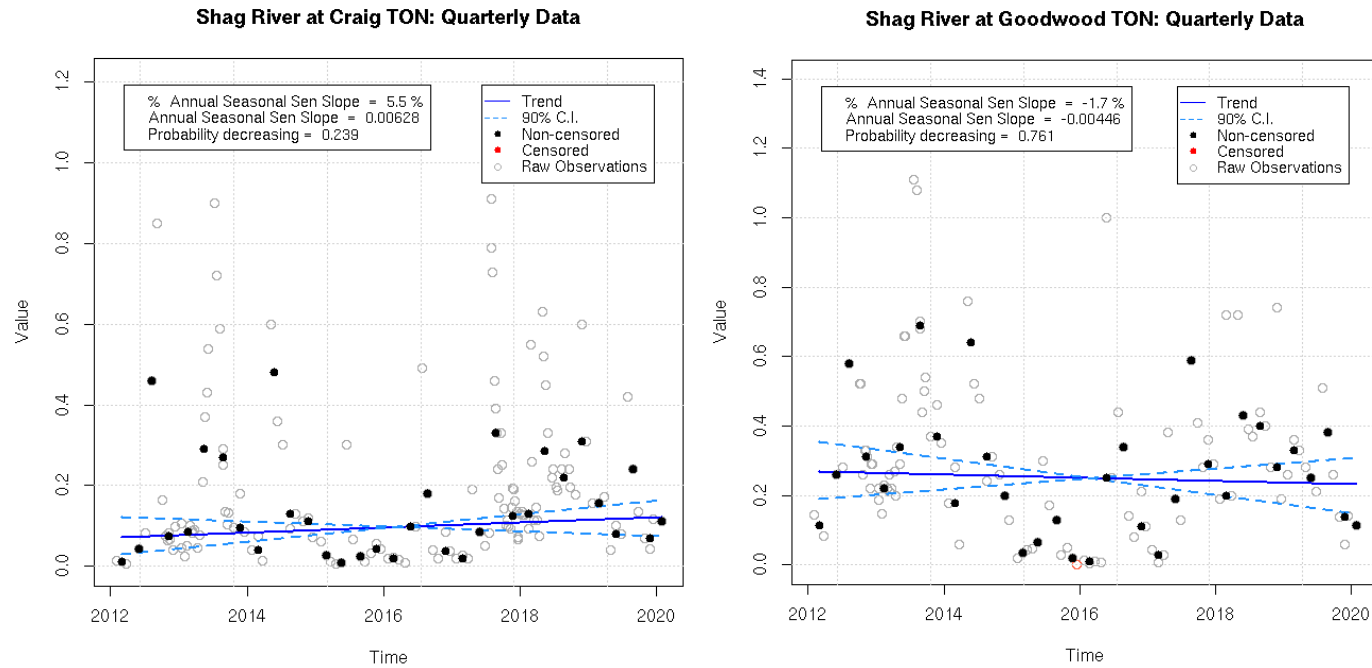 Shag River at Craig TON: Quarterly Data
% Annual Seasonal Sen Slope = 5.5 %
Annual Seasonal Sen Slope = 0.00628
Probability decreasing = 0.239
Trend
90% C.I.
Non-censored
Censored
Raw Observations
Value
1.2
1.0
0.8
0.6
0.4
0.2
0.0
2012 2014 2016 2018 2020
Time
Shag River at Goodwood TON: Quarterly Data
% Annual Seasonal Sen Slope = -1.7 %
Annual Seasonal Sen Slope = -0.00446
Probability decreasing = 0.761
Trend
90% C.I.
Non-censored
Censored
Raw Observations
Value
1.4
1.2
1.0
0.8
0.6
0.4
0.2
0.0
2012 2014 2016 2018 2020
Time